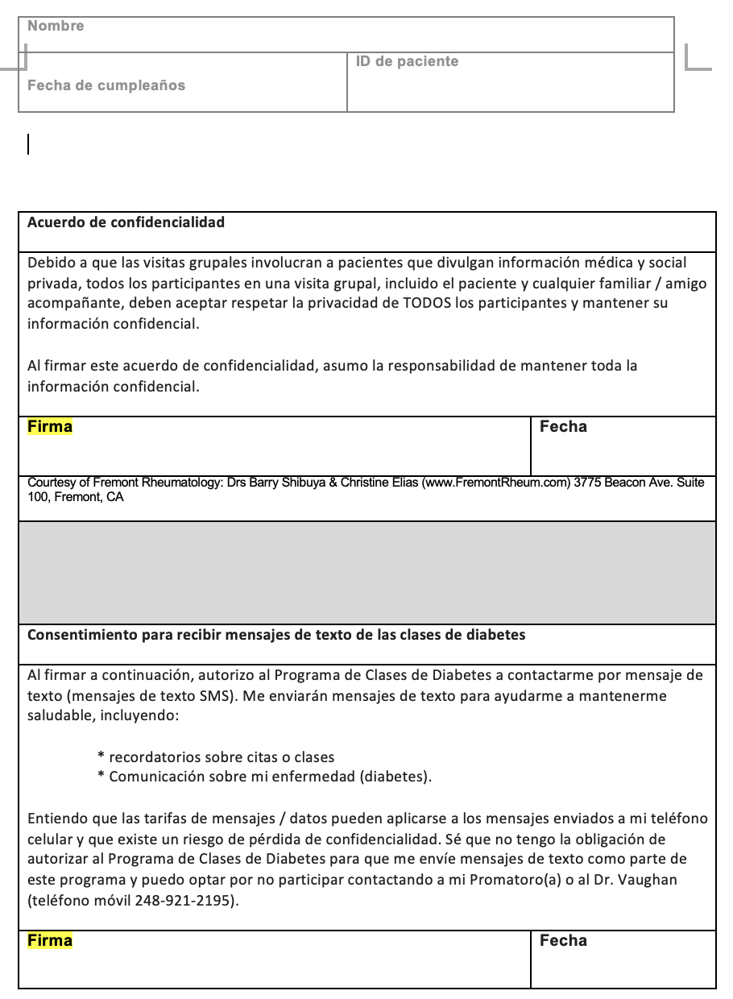 Nombre
ID de paciente
Fecha de cumpleaños
Acuerdo de confidencialidad
Debido a que las visitas grupales involucran a pacientes que divulgan información médica y social
privada, todos los participantes en una visita grupal, incluido el paciente y cualquier familiar / amigo
acompañante, deben aceptar respetar la privacidad de TODOS los participantes y mantener su
información confidencial.
Al firmar este acuerdo de confidencialidad, asumo la responsabilidad de mantener toda la
información confidencial.
Firma
Fecha
Courtesy of Fremont Rheumatology: Drs Barry Shibuya & Christine Elias (www.FremontRheum.com) 3775 Beacon Ave. Suite
100, Fremont, CA
Consentimiento para recibir mensajes de texto de las clases de diabetes
Al firmar a continuación, autorizo al Programa de Clases de Diabetes a contactarme por mensaje de
texto (mensajes de texto SMS). Me enviarán mensajes de texto para ayudarme a mantenerme
saludable, incluyendo:
* recordatorios sobre citas o clases
* Comunicación sobre mi enfermedad (diabetes).
Entiendo que las tarifas de mensajes / datos pueden aplicarse a los mensajes enviados a mi teléfono
celular y que existe un riesgo de pérdida de confidencialidad. Sé que no tengo la obligación de
autorizar al Programa de Clases de Diabetes para que me envíe mensajes de texto como parte de
este programa y puedo optar por no participar contactando a mi Promatoro(a) o al Dr. Vaughan
(teléfono móvil 248-921-2195).
Firma
Fecha